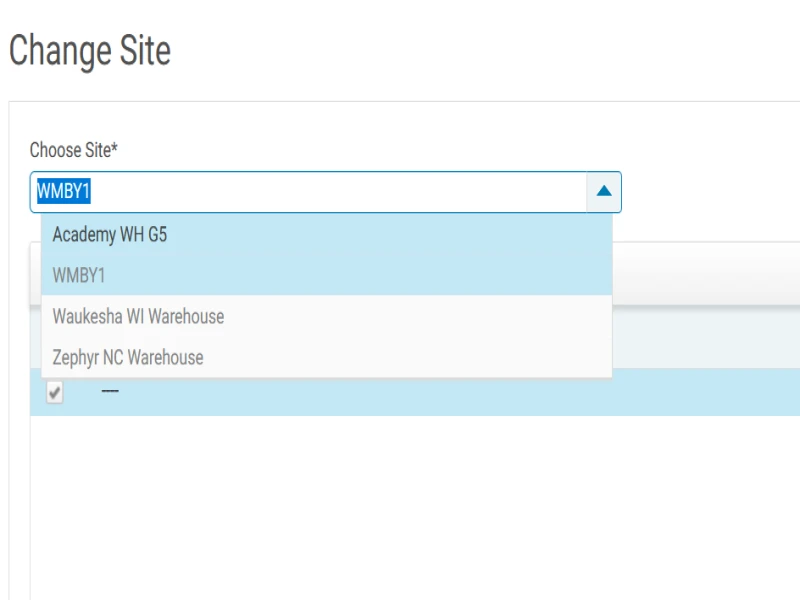 Change Site
Choose Site*
WMBY1
Academy WH G5
WMBY1
Waukesha WI Warehouse
Zephyr NC Warehouse
—